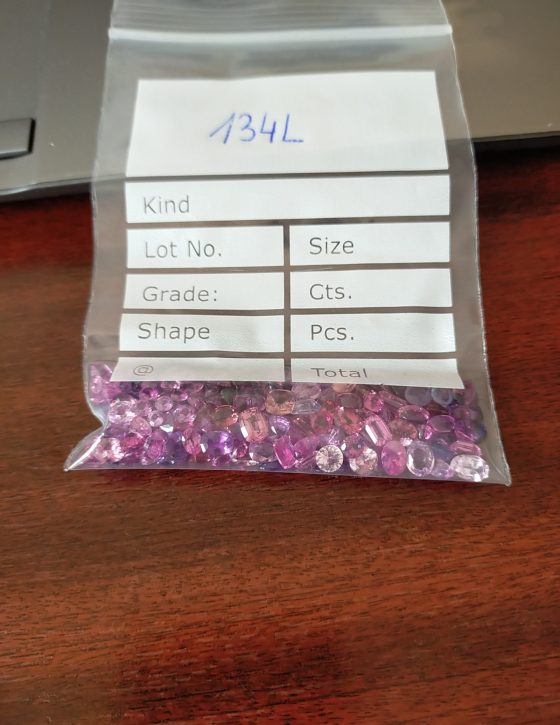 134L
Kind
Lot No. Size
Grade: Cts.
Shape Pcs.
@ Total